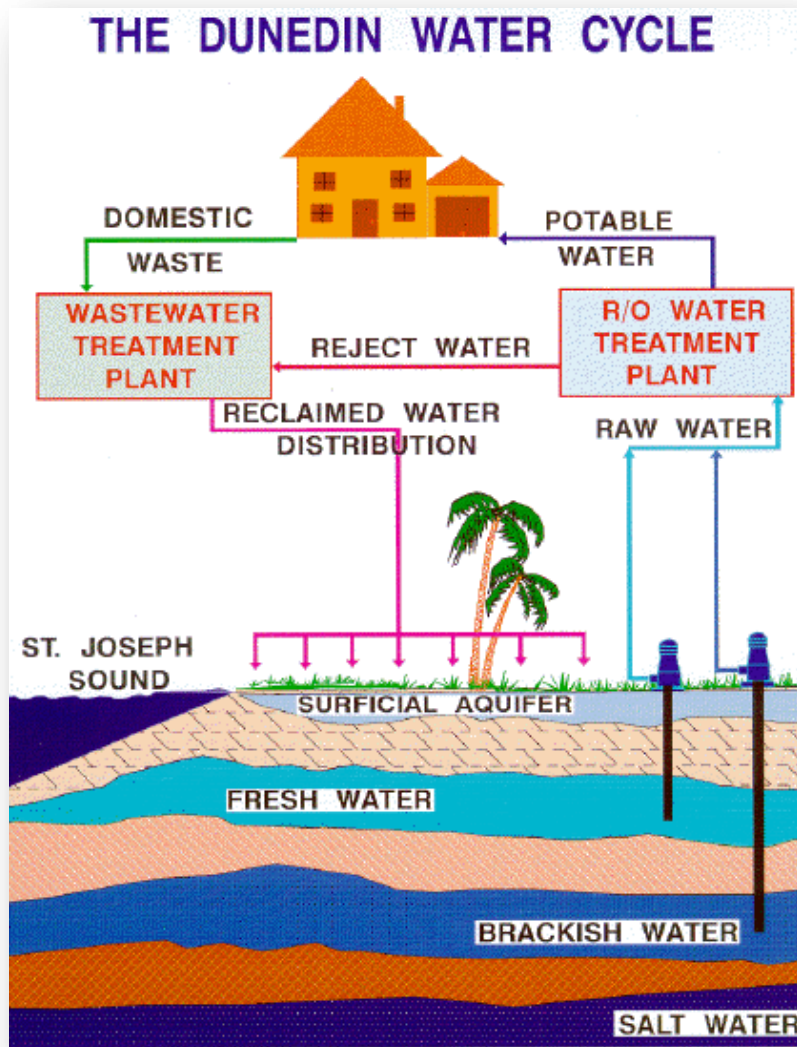 THE DUNEDIN WATER CYCLE
DOMESTIC
WASTE
POTABLE
WATER
WASTEWATER
TREATMENT
PLANT
REJECT WATER
R/O WATER
TREATMENT
PLANT
RECLAIMED WATER
DISTRIBUTION
RAW WATER
ST. JOSEPH
SOUND
SURFICIAL AQUIFER
FRESH WATER
BRACKISH WATER
SALT WATER